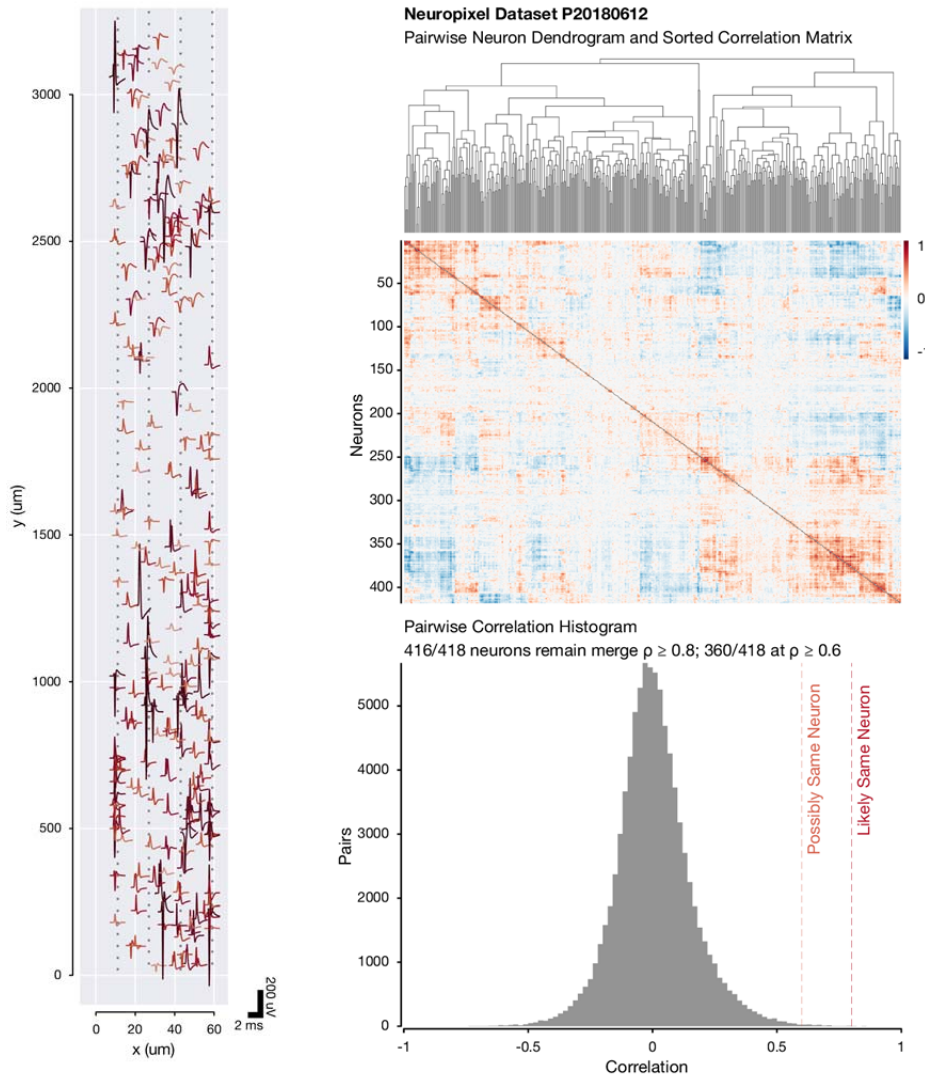 3000
2500
2000
1500
1000
500
0
y (um)
0 20 40 60
x (um)
200 uV
2 ms
Neuropixel Dataset P20180612
Pairwise Neuron Dendrogram and Sorted Correlation Matrix
50
100
150
200
250
300
350
400
Neurons
1
0
-1
Pairwise Correlation Histogram
416/418 neurons remain merge ρ ≥ 0.8; 360/418 at ρ ≥ 0.6
5000
4000
3000
2000
1000
0
Pairs
Possibly Same Neuron
Likely Same Neuron
-1 -0.5 0 0.5 1
Correlation